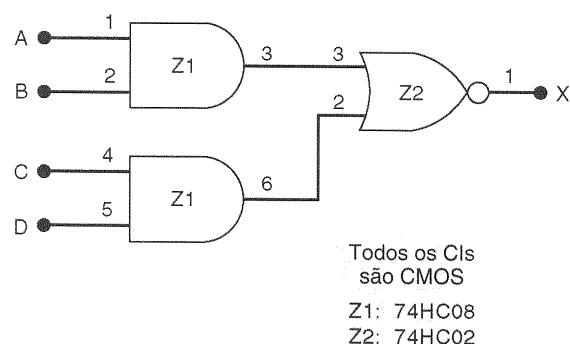 A 1 Z1 3 3 Z2 1 X
B 2 2
C 4 Z1 6
D 5
Todos os CIs
são CMOS
Z1: 74HC08
Z2: 74HC02